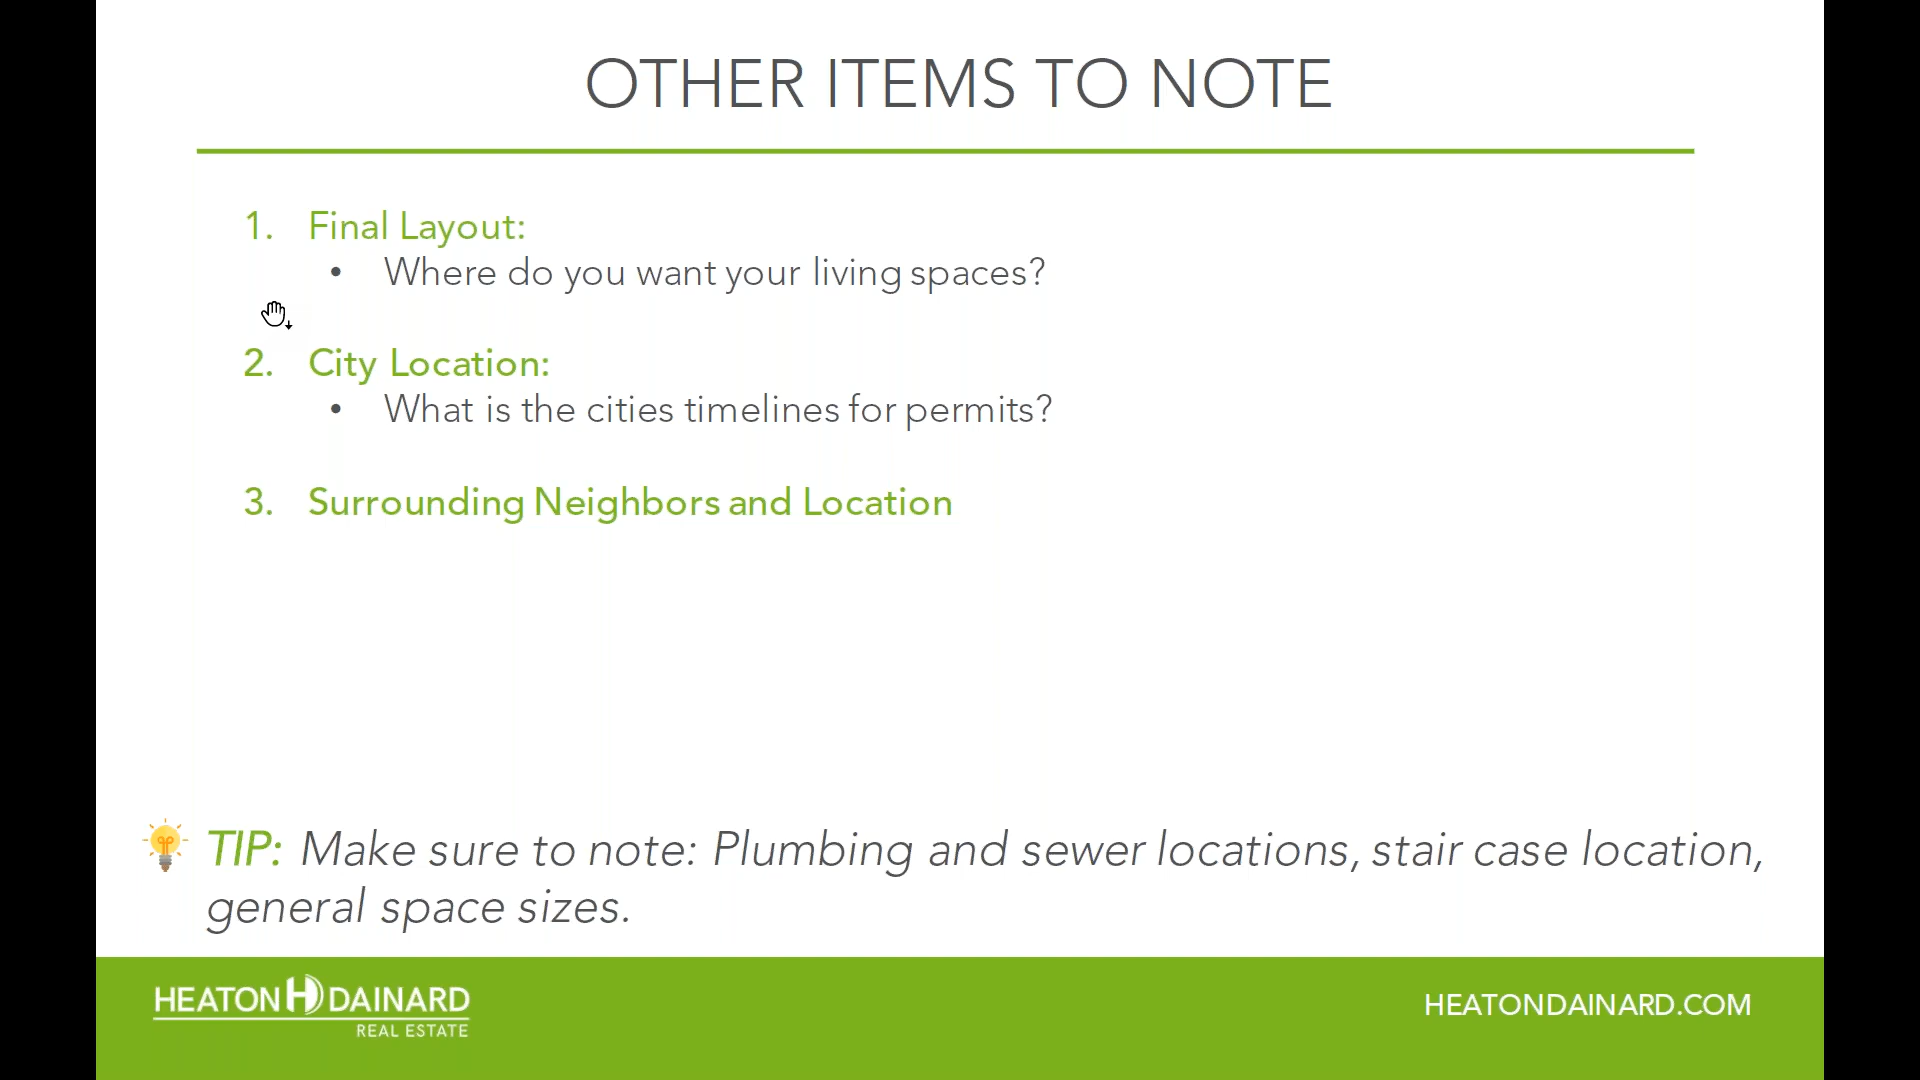 OTHER ITEMS TO NOTE
1. Final Layout:
• Where do you want your living spaces?
2. City Location:
• What is the cities timelines for permits?
3. Surrounding Neighbors and Location
TIP: Make sure to note: Plumbing and sewer locations, stair case location,
general space sizes.
HEATON HD DAINARD
REAL ESTATE
HEATONDAINARD.COM